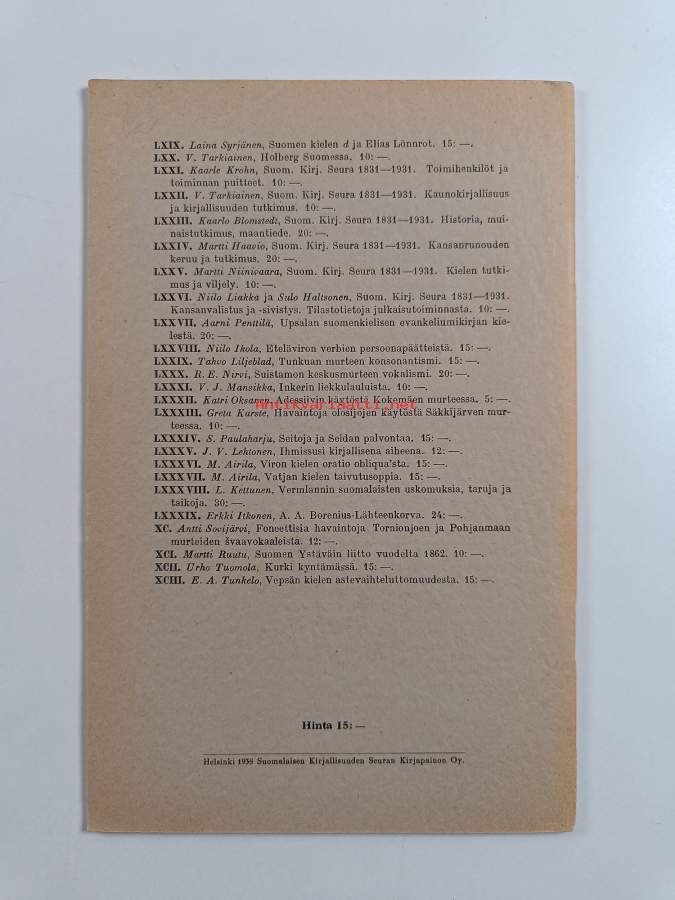 LXIX. Laina Syrjänen, Suomen kielen d ja Elias Lönnrot. 15: —.
LXX. V. Tarkiainen, Holberg Suomessa. 10: —.
LXXI. Kaarle Krohn, Suom. Kirj. Seura 1831—1931. Toimihenkilöt ja
toiminnan puitteet. 10: —.
LXXII. V. Tarkiainen, Suom. Kirj. Seura 1831—1931. Kaunokirjallisuus
ja kirjallisuuden tutkimus. 10: —.
LXXIII. Kaarlo Blomstedt, Suom. Kirj. Seura 1831—1931. Historia, mui-
naistutkimus, maantiede. 20: —.
LXXIV. Martti Haavio, Suom. Kirj. Seura 1831—1931. Kansanrunouden
keruu ja tutkimus. 20: —.
LXXV. Martti Niinivaara, Suom. Kirj. Seura 1831—1931. Kielen tutki-
mus ja viljely. 10: —.
LXXVI. Niilo Liakka ja Sulo Haltsonen, Suom. Kirj. Seura 1831—1931.
Kansanvalistus ja -sivistys. Tilastotietoja julkaisutoiminnasta. 10: —.
LXXVII. Aarni Penttilä, Upsalan suomenkielisen evankeliumikirjan kie-
lestä. 20: —.
LXXVIII. Niilo Ikola, Eteläviron verbien persoonapäätteistä. 15: —.
LXXIX. Tahvo Liljeblad, Tunkuan murteen konsonantismi. 15: —.
LXXX. R. E. Nirvi, Suistamon keskusmurteen vokalismi. 20: —.
LXXXI. V. J. Mansikka, Inkerin liekkulauluista. 10: —.
LXXXII. Katri Oksanen, Adessiivin käytöstä Kokemäen murteessa. 5: —.
Antikvariaatti.net
LXXXIII. Greta Karste, Havaintoja olosijojen käytöstä Säkkijärven mur-
teessa. 10: —.
LXXXIV. S. Paulaharju, Seitoja ja Seidan palvontaa. 15: —.
LXXXV. J. V. Lehtonen, Ihmissusi kirjallisena aiheena. 12: —.
LXXXVI. M. Airila, Viron kielen oratio obliqua'sta. 15: —.
LXXXVII. M. Airila, Vatjan kielen taivutusoppia. 15: —.
LXXXVIII. L. Kettunen, Vermlannin suomalaisten uskomuksia, taruja ja
taikoja. 30: —.
LXXXIX. Erkki Itkonen, A. A. Borenius-Lähteenkorva. 24: —.
XC. Antti Sovijärvi, Foneettisia havaintoja Tornionjoen ja Pohjanmaan
murteiden švaavokaaleista. 12: —.
XCI. Martti Ruutu, Suomen Ystäväin liitto vuodelta 1862. 10: —.
XCII. Urho Tuomola, Kurki kyntämässä. 15: —.
XCIII. E. A. Tunkelo, Vepsän kielen astevaihteluttomuudesta. 15: —.
Hinta 15: —
Helsinki 1938 Suomalaisen Kirjallisuuden Seuran Kirjapainon Oy.